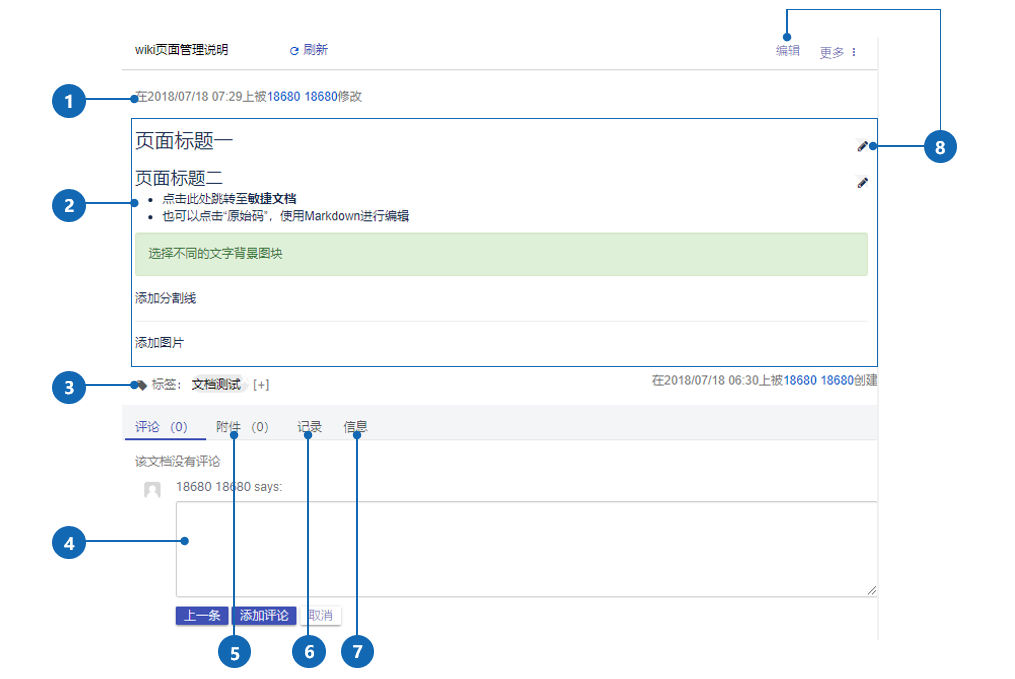 wiki页面管理说明 刷新 编辑 更多
1 在2018/07/18 07:29上被18680 18680修改
页面标题一 8
页面标题二
2 • 点击此处跳转至敏捷文档
• 也可以点击“原始码”，使用Markdown进行编辑
选择不同的文字背景图块
添加分割线
添加图片
3 标签： 文档测试 [+] 在2018/07/18 06:30上被18680 18680创建
评论 (0) 附件 (0) 记录 信息
该文档没有评论
18680 18680 says:
4
上一条 添加评论 取消
5 6 7